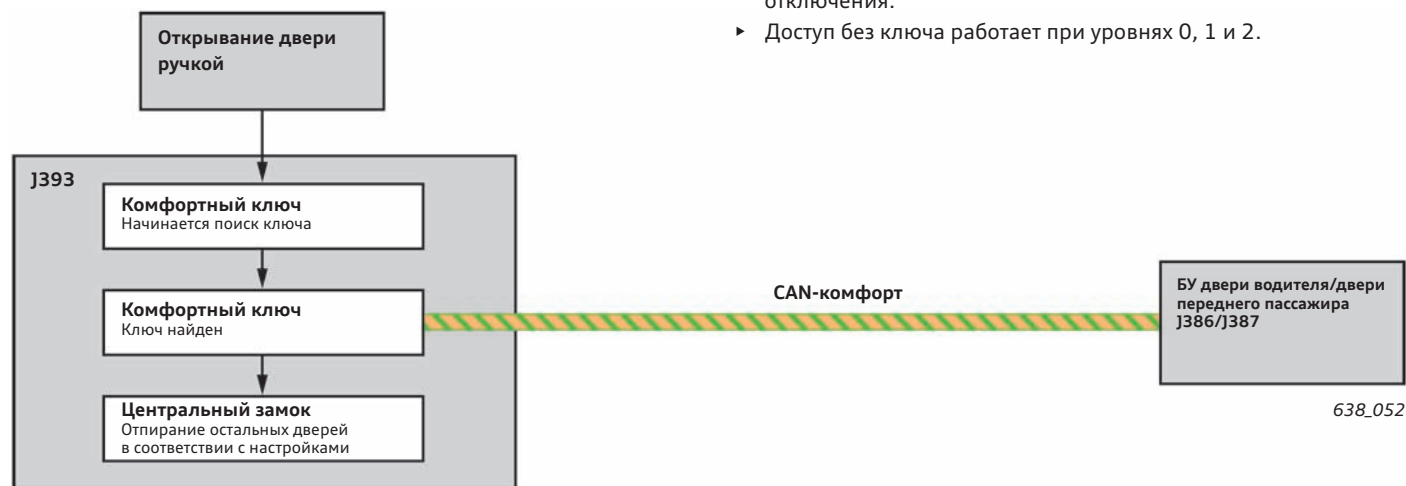 отключения.
▸ Доступ без ключа работает при уровнях 0, 1 и 2.
Открывание двери
ручкой
J393
Комфортный ключ
Начинается поиск ключа
Комфортный ключ
Ключ найден
Центральный замок
Отпирание остальных дверей
в соответствии с настройками
CAN-комфорт
БУ двери водителя/двери
переднего пассажира
J386/J387
638_052